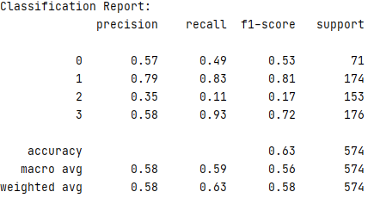 Classification Report:
precision recall f1-score support
0 0.57 0.49 0.53 71
1 0.79 0.83 0.81 174
2 0.35 0.11 0.17 153
3 0.58 0.93 0.72 176
accuracy 0.63 574
macro avg 0.58 0.59 0.56 574
weighted avg 0.58 0.63 0.58 574